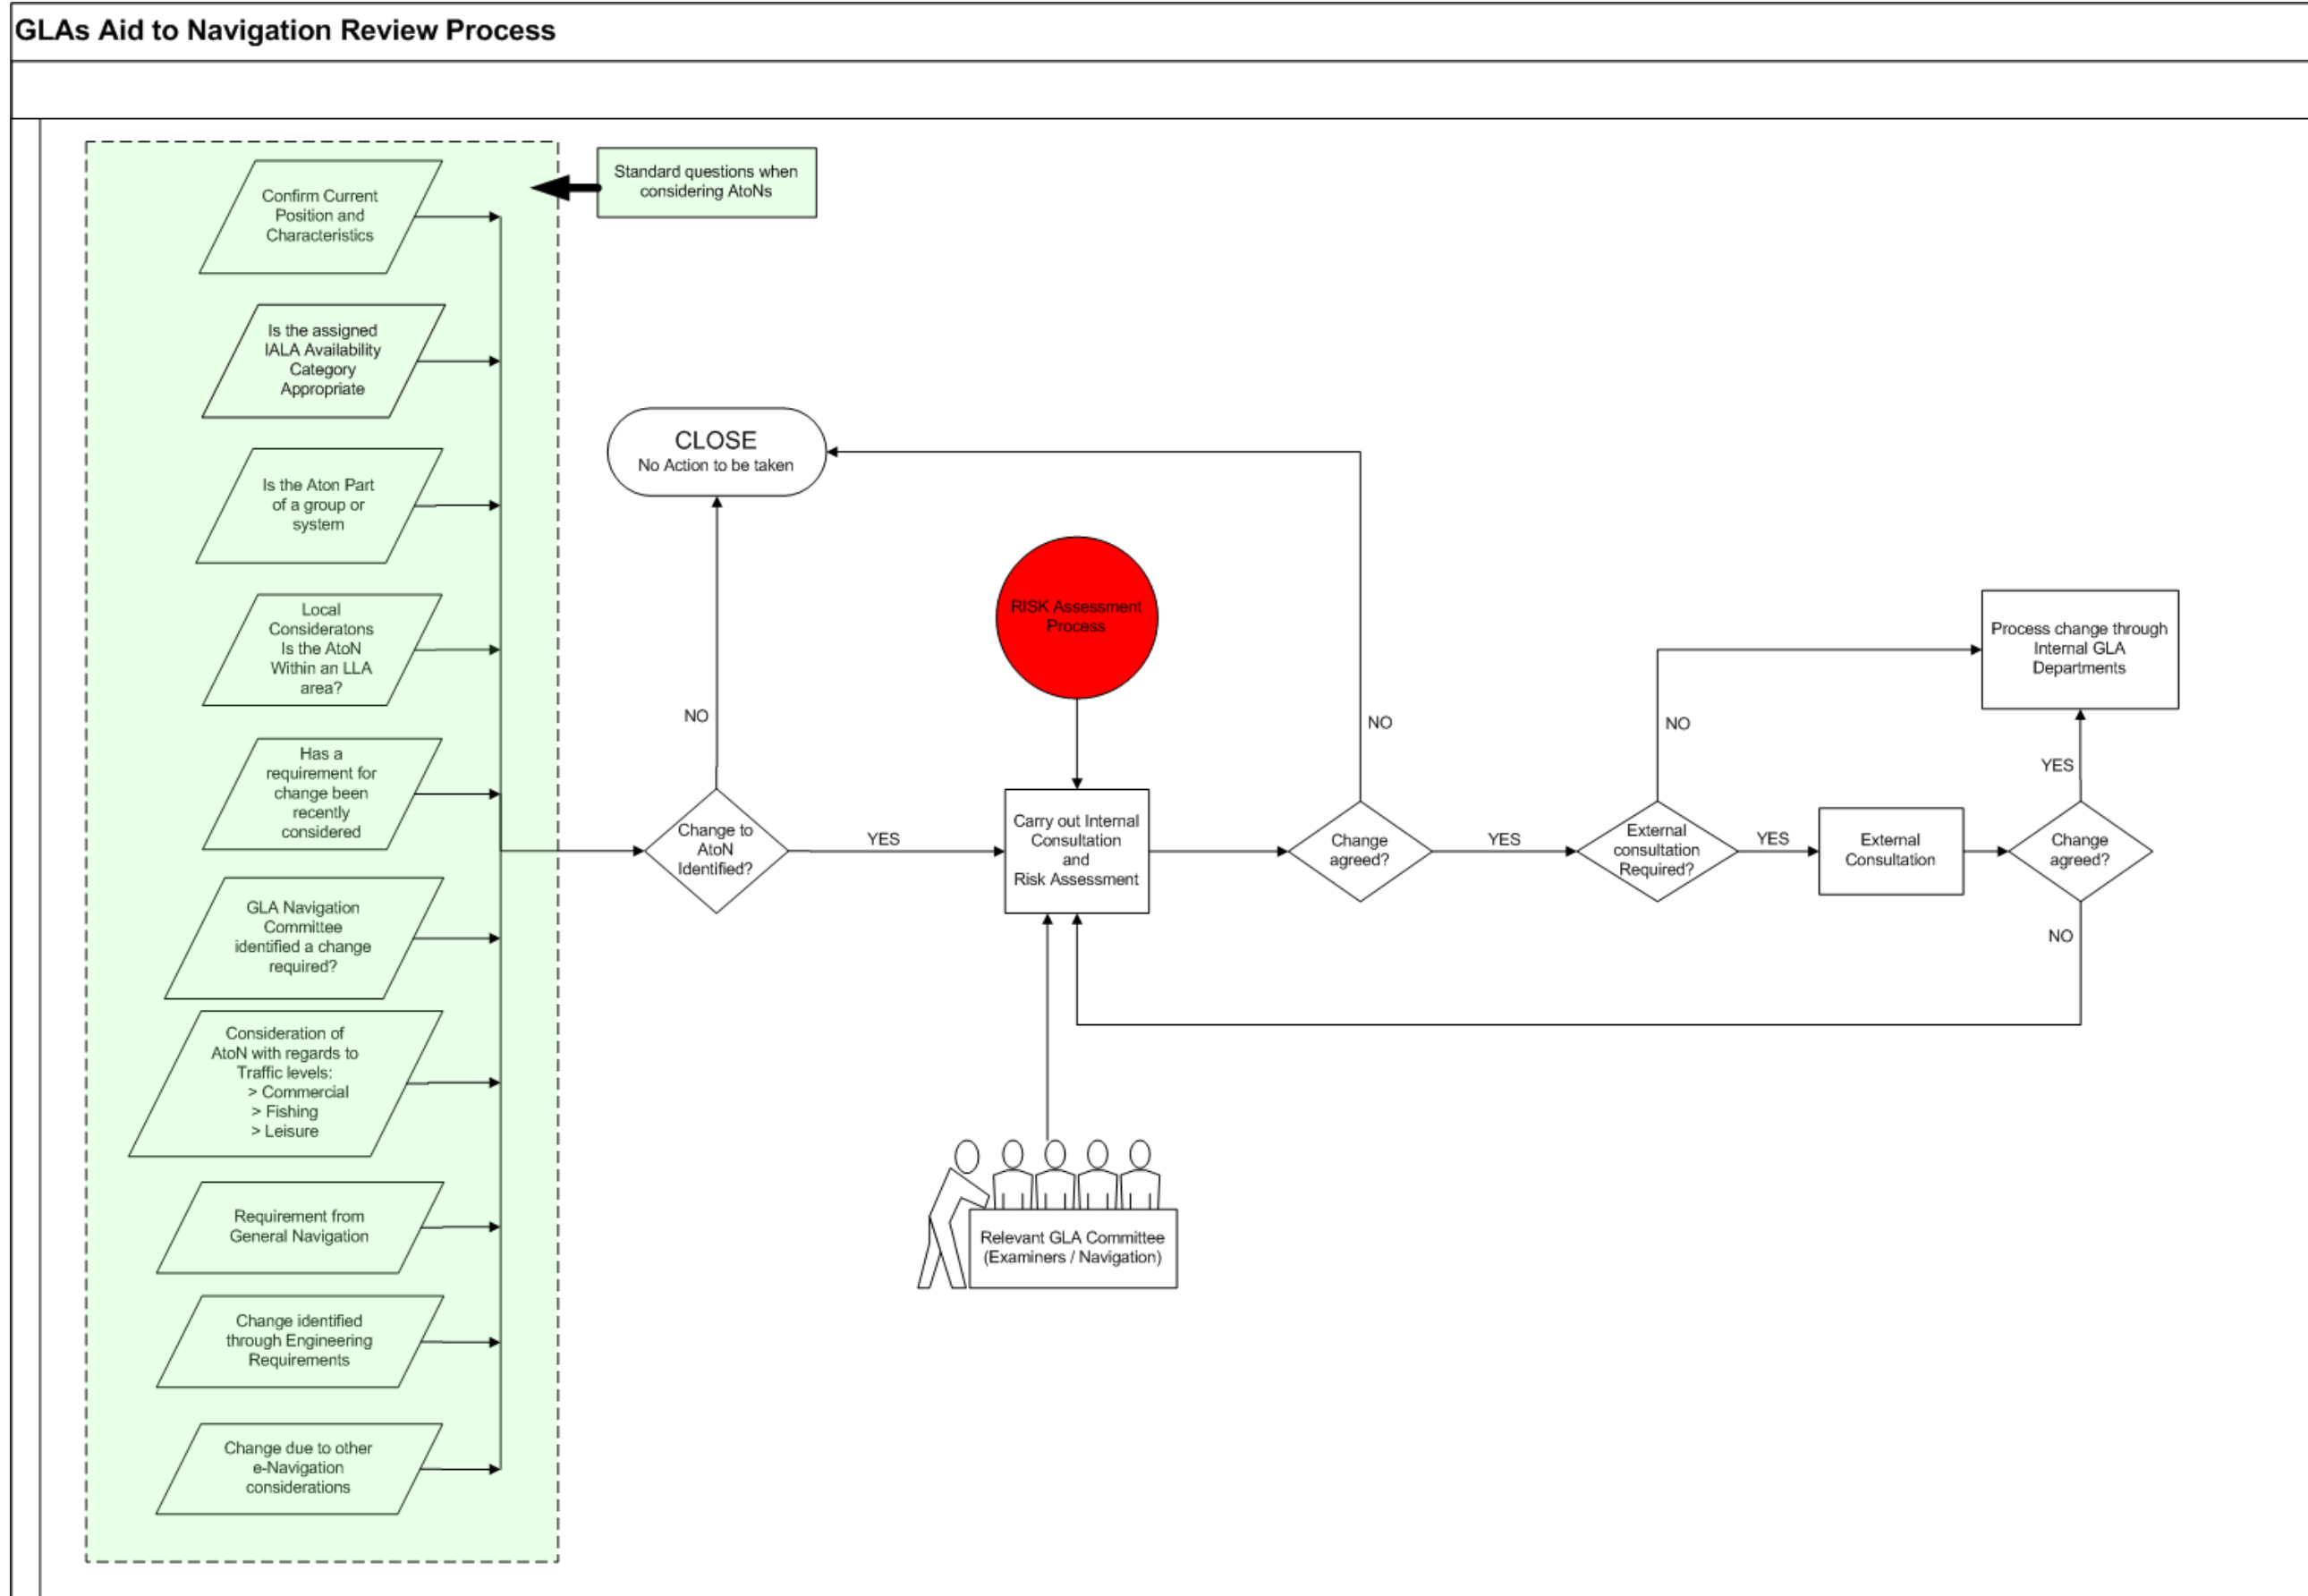 GLAs Aid to Navigation Review Process
Standard questions when
considering AtoNs
Confirm Current
Position and
Characteristics
Is the assigned
IALA Availability
Category
Appropriate
Is the Aton Part
of a group or
system
Local
Consideratons
Is the AtoN
Within an LLA
area?
Has a
requirement for
change been
recently
considered
GLA Navigation
Committee
identified a change
required?
Consideration of
AtoN with regards to
Traffic levels:
> Commercial
> Fishing
> Leisure
Requirement from
General Navigation
Change identified
through Engineering
Requirements
Change due to other
e-Navigation
considerations
CLOSE
No Action to be taken
NO
Change to
AtoN
Identified?
YES
RISK Assessment
Process
Carry out Internal
Consultation
and
Risk Assessment
Relevant GLA Committee
(Examiners / Navigation)
NO
Change
agreed?
YES
NO
External
consultation
Required?
YES
External
Consultation
Process change through
Internal GLA
Departments
YES
Change
agreed?
NO